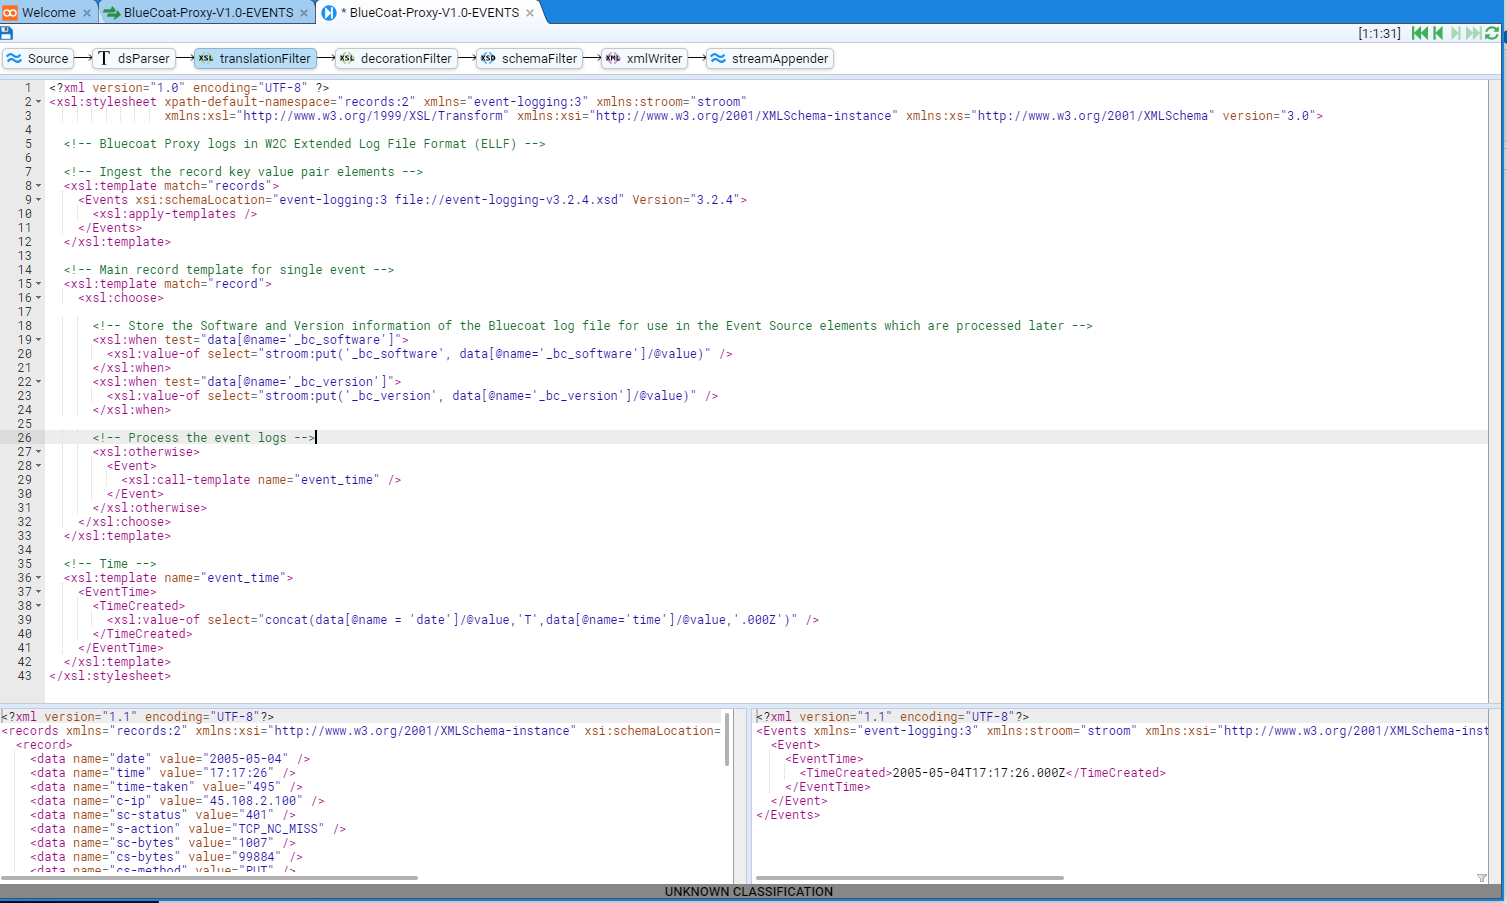 Welcome × BlueCoat-Proxy-V1.0-EVENTS × * BlueCoat-Proxy-V1.0-EVENTS ×
[1:1:31]
Source T dsParser XSL translationFilter XSL decorationFilter XSD schemaFilter XML xmlWriter streamAppender
1 <?xml version="1.0" encoding="UTF-8" ?>
2 <xsl:stylesheet xpath-default-namespace="records:2" xmlns="event-logging:3" xmlns:stroom="stroom"
3 xmlns:xsl="http://www.w3.org/1999/XSL/Transform" xmlns:xsi="http://www.w3.org/2001/XMLSchema-instance" xmlns:xs="http://www.w3.org/2001/XMLSchema" version="3.0">
4
5 <!-- Bluecoat Proxy logs in W2C Extended Log File Format (ELLF) -->
6
7 <!-- Ingest the record key value pair elements -->
8 <xsl:template match="records">
9 <Events xsi:schemaLocation="event-logging:3 file://event-logging-v3.2.4.xsd" Version="3.2.4">
10 <xsl:apply-templates />
11 </Events>
12 </xsl:template>
13
14 <!-- Main record template for single event -->
15 <xsl:template match="record">
16 <xsl:choose>
17
18 <!-- Store the Software and Version information of the Bluecoat log file for use in the Event Source elements which are processed later -->
19 <xsl:when test="data[@name='_bc_software']">
20 <xsl:value-of select="stroom:put('_bc_software', data[@name='_bc_software']/@value)" />
21 </xsl:when>
22 <xsl:when test="data[@name='_bc_version']">
23 <xsl:value-of select="stroom:put('_bc_version', data[@name='_bc_version']/@value)" />
24 </xsl:when>
25
26 <!-- Process the event logs -->
27 <xsl:otherwise>
28 <Event>
29 <xsl:call-template name="event_time" />
30 </Event>
31 </xsl:otherwise>
32 </xsl:choose>
33 </xsl:template>
34
35 <!-- Time -->
36 <xsl:template name="event_time">
37 <EventTime>
38 <TimeCreated>
39 <xsl:value-of select="concat(data[@name = 'date']/@value,'T',data[@name='time']/@value,'.000Z')" />
40 </TimeCreated>
41 </EventTime>
42 </xsl:template>
43 </xsl:stylesheet>
<?xml version="1.1" encoding="UTF-8"?>
<records xmlns="records:2" xmlns:xsi="http://www.w3.org/2001/XMLSchema-instance" xsi:schemaLocation=
<record>
<data name="date" value="2005-05-04" />
<data name="time" value="17:17:26" />
<data name="time-taken" value="495" />
<data name="c-ip" value="45.108.2.100" />
<data name="sc-status" value="401" />
<data name="s-action" value="TCP_NC_MISS" />
<data name="sc-bytes" value="1007" />
<data name="cs-bytes" value="99884" />
<data name="cs-method" value="PUT" />
<?xml version="1.1" encoding="UTF-8"?>
<Events xmlns="event-logging:3" xmlns:stroom="stroom" xmlns:xsi="http://www.w3.org/2001/XMLSchema-inst
<Event>
<EventTime>
<TimeCreated>2005-05-04T17:17:26.000Z</TimeCreated>
</EventTime>
</Event>
</Events>
UNKNOWN CLASSIFICATION